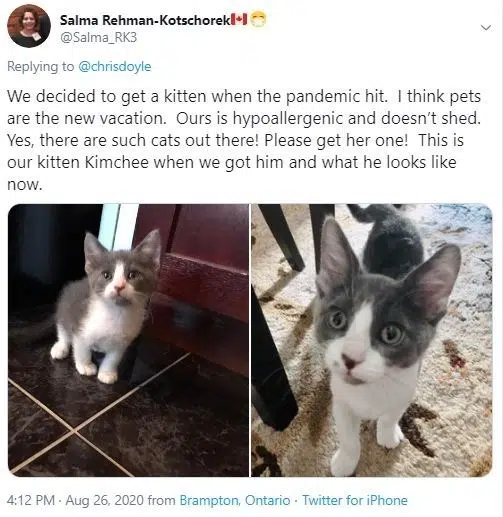 Salma Rehman-Kotschorek🇨🇦😷
@Salma_RK3
Replying to @chrisdoyle
We decided to get a kitten when the pandemic hit.  I think pets
are the new vacation.  Ours is hypoallergenic and doesn't shed.
Yes, there are such cats out there! Please get her one!  This is
our kitten Kimchee when we got him and what he looks like
now.
4:12 PM · Aug 26, 2020 from Brampton, Ontario · Twitter for iPhone